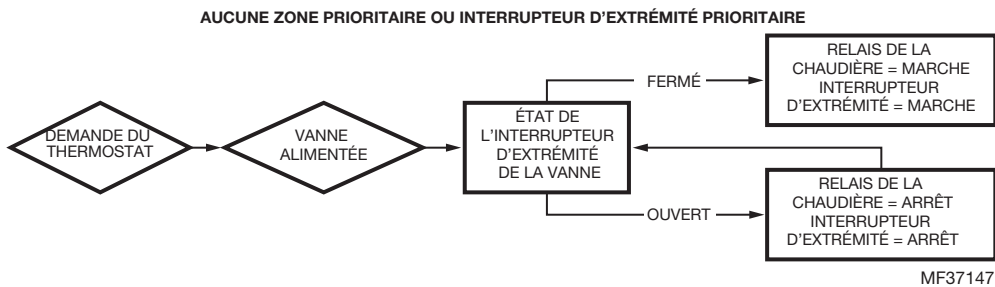 AUCUNE ZONE PRIORITAIRE OU INTERRUPTEUR D’EXTRÉMITÉ PRIORITAIRE
DEMANDE DU
THERMOSTAT
VANNE
ALIMENTÉE
ÉTAT DE
L’INTERRUPTEUR
D’EXTRÉMITÉ
DE LA VANNE
FERMÉ
RELAIS DE LA
CHAUDIÈRE = MARCHE
INTERRUPTEUR
D’EXTRÉMITÉ = MARCHE
OUVERT
RELAIS DE LA
CHAUDIÈRE = ARRÊT
INTERRUPTEUR
D’EXTRÉMITÉ = ARRÊT
MF37147